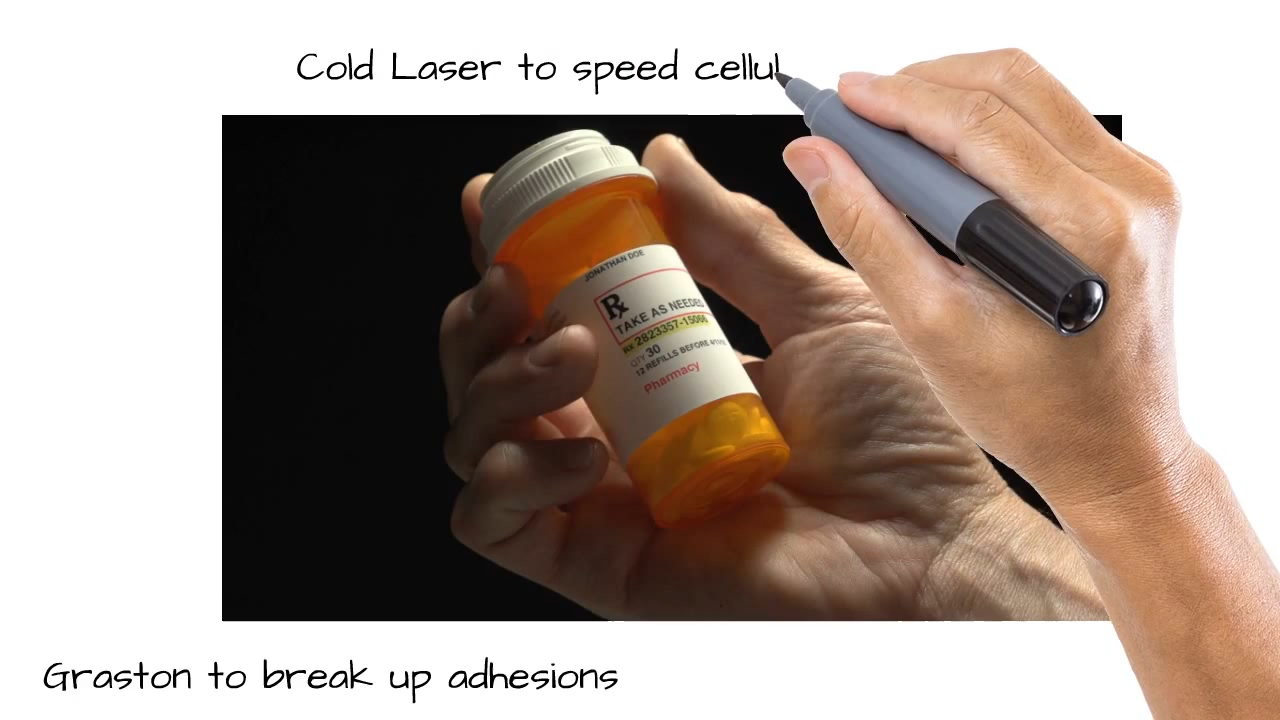 Cold Laser to speed cellul
JONATHAN DOE
Rx
TAKE AS NEEDED
RX 2823357-15066
QTY 30
12 REFILLS BEFORE
Pharmacy
Graston to break up adhesions